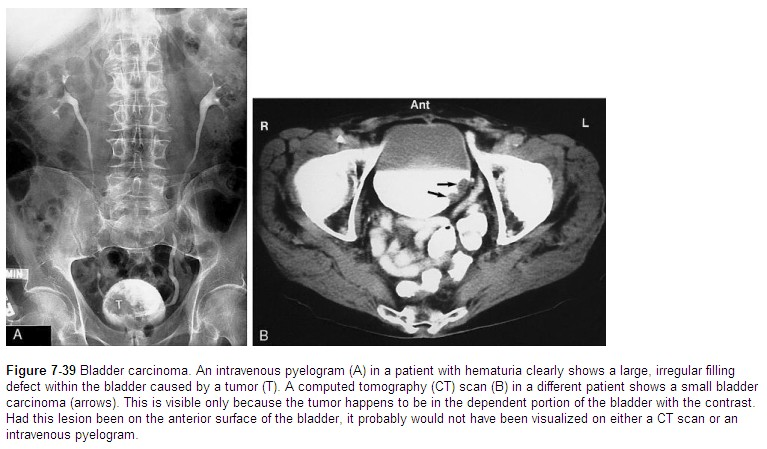 Ant
R
L
MIN
T
A
B
Figure 7-39 Bladder carcinoma. An intravenous pyelogram (A) in a patient with hematuria clearly shows a large, irregular filling
defect within the bladder caused by a tumor (T). A computed tomography (CT) scan (B) in a different patient shows a small bladder
carcinoma (arrows). This is visible only because the tumor happens to be in the dependent portion of the bladder with the contrast.
Had this lesion been on the anterior surface of the bladder, it probably would not have been visualized on either a CT scan or an
intravenous pyelogram.